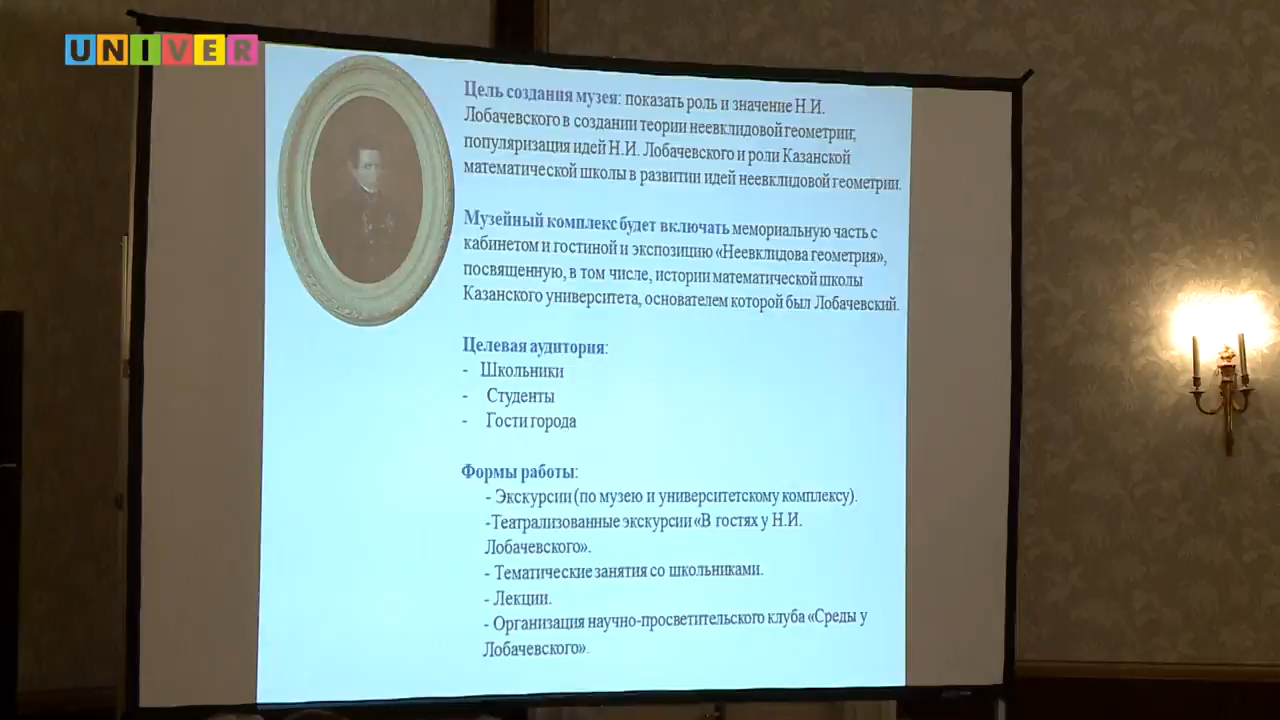 UNIVER
Цель создания музея: показать роль и значение Н.И.
Лобачевского в создании теории неевклидовой геометрии;
популяризация идей Н.И. Лобачевского и роли Казанской
математической школы в развитии идей неевклидовой геометрии.
Музейный комплекс будет включать мемориальную часть с
кабинетом и гостиной и экспозицию «Неевклидова геометрия»,
посвященную, в том числе, истории математической школы
Казанского университета, основателем которой был Лобачевский.
Целевая аудитория:
- Школьники
- Студенты
- Гости города
Формы работы:
- Экскурсии (по музею и университетскому комплексу).
-Театрализованные экскурсии «В гостях у Н.И.
Лобачевского».
- Тематические занятия со школьниками.
- Лекции.
- Организация научно-просветительского клуба «Среды у
Лобачевского».